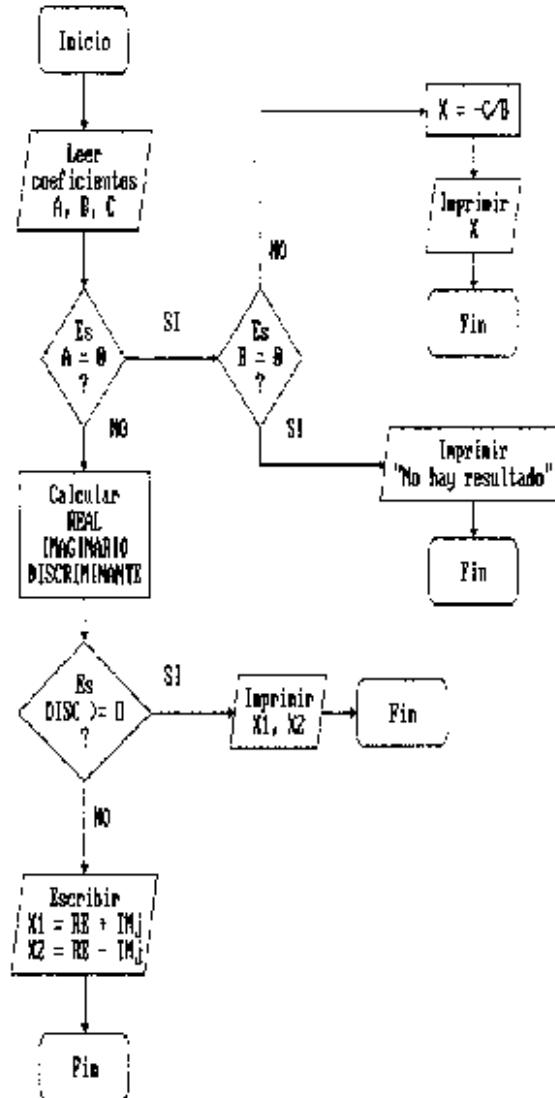 Inicio
Leer
coeficientes
A, B, C
Es
A = 0
?
SI
NO
Es
B = 0
?
NO
X = -C/B
Imprimir
X
Fin
SI
Imprimir
"No hay resultado"
Fin
Calcular
REAL
IMAGINARIO
DISCRIMINANTE
Es
DISC >= 0
?
SI
Imprimir
X1, X2
Fin
NO
Escribir
X1 = RE + IMj
X2 = RE - IMj
Fin